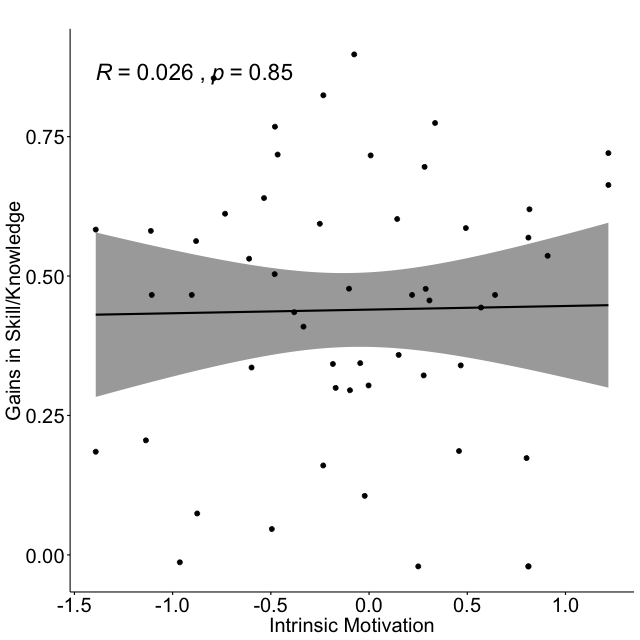 R = 0.026 , p = 0.85
Gains in Skill/Knowledge
0.75
0.50
0.25
0.00
-1.5 -1.0 -0.5 0.0 0.5 1.0
Intrinsic Motivation